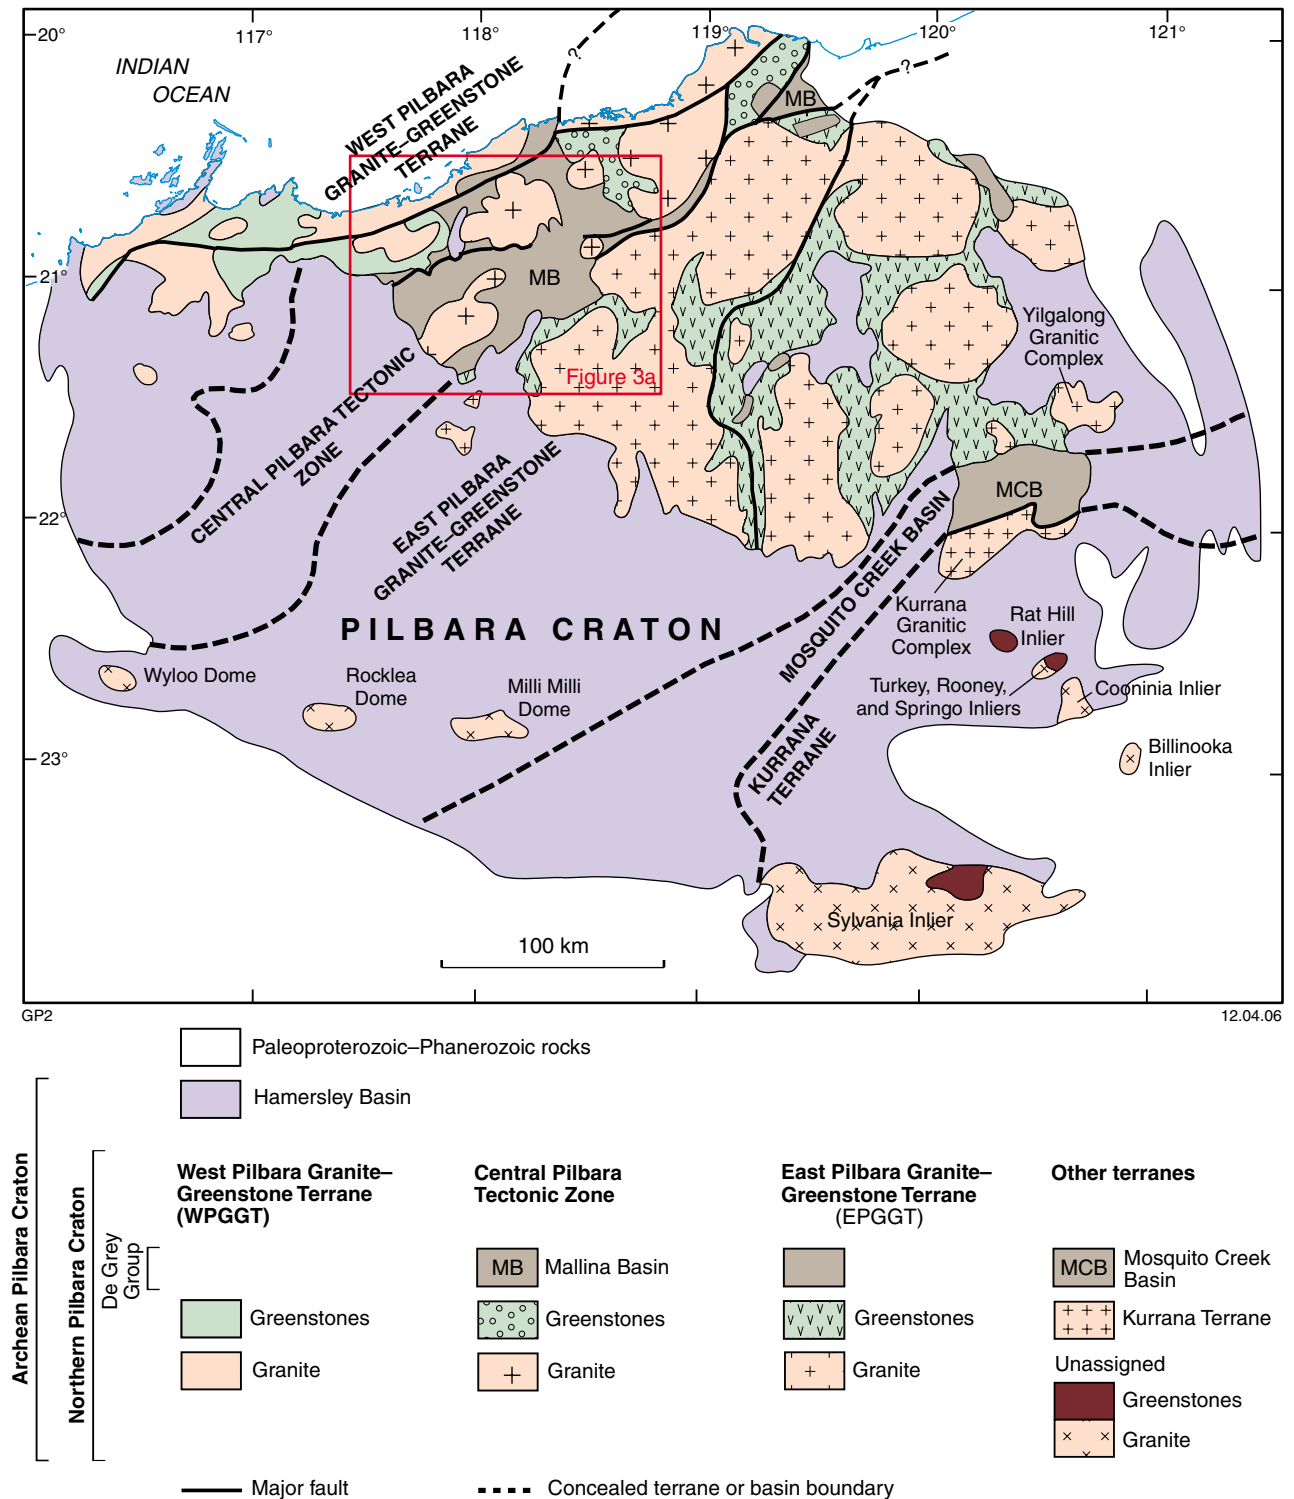 20°
117°
118°
119°
120°
121°
INDIAN
OCEAN
?
?
WEST PILBARA
GRANITE–GREENSTONE
TERRANE
MB
21°
MB
Yilgalong
Granitic
Complex
Figure 3a
CENTRAL PILBARA TECTONIC
ZONE
EAST PILBARA
GRANITE–GREENSTONE
TERRANE
MCB
22°
MOSQUITO CREEK BASIN
Kurrana
Granitic
Complex
Rat Hill
Inlier
PILBARA CRATON
Wyloo Dome
Rocklea
Dome
Milli Milli
Dome
Turkey, Rooney,
and Springo Inliers
Cooninia Inlier
KURRANA
TERRANE
Billinooka
Inlier
23°
Sylvania Inlier
100 km
GP2
12.04.06
Paleoproterozoic–Phanerozoic rocks
Hamersley Basin
Archean Pilbara Craton
Northern Pilbara Craton
De Grey
Group
West Pilbara Granite–
Greenstone Terrane
(WPGGT)
Greenstones
Granite
Central Pilbara
Tectonic Zone
MB Mallina Basin
Greenstones
Granite
East Pilbara Granite–
Greenstone Terrane
(EPGGT)
Greenstones
Granite
Other terranes
MCB Mosquito Creek
Basin
Kurrana Terrane
Unassigned
Greenstones
Granite
Major fault
Concealed terrane or basin boundary